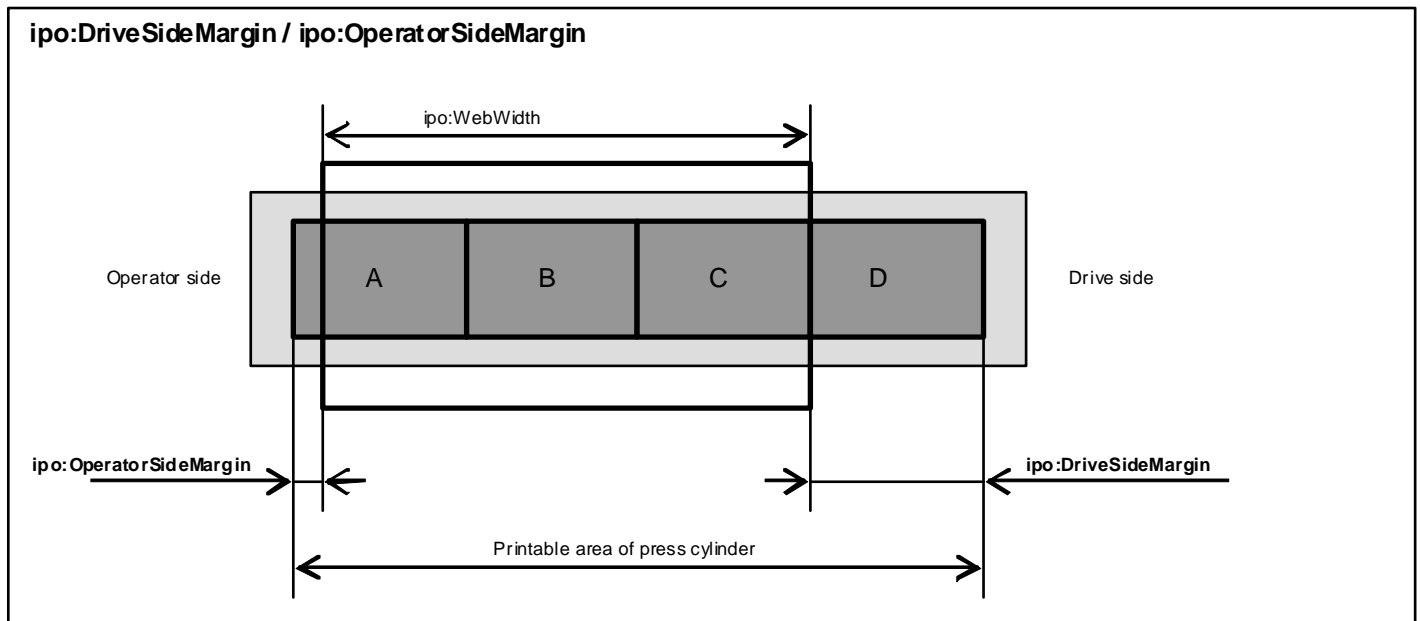 ipo:DriveSideMargin / ipo:OperatorSideMargin
ipo:WebWidth
Operator side
A
B
C
D
Drive side
ipo:OperatorSideMargin
ipo:DriveSideMargin
Printable area of press cylinder